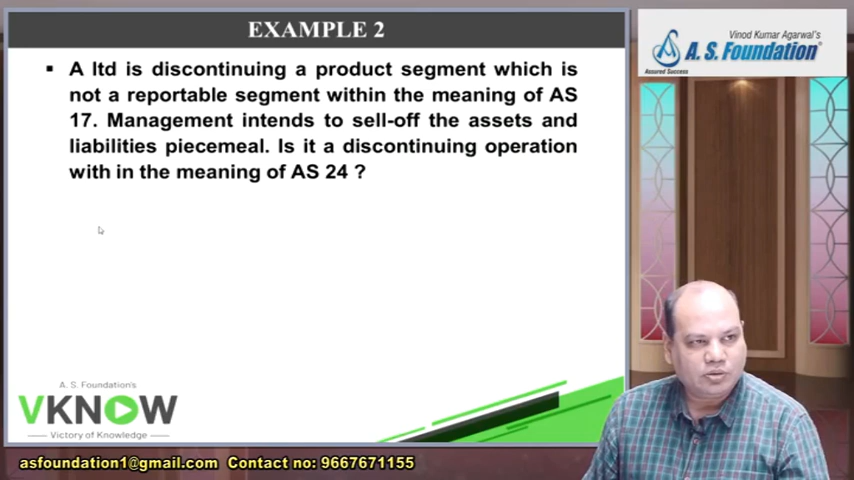 EXAMPLE 2
▪ A ltd is discontinuing a product segment which is
not a reportable segment within the meaning of AS
17. Management intends to sell-off the assets and
liabilities piecemeal. Is it a discontinuing operation
with in the meaning of AS 24 ?
Vinod Kumar Agarwal's
A. S. Foundation®
Assured Success
A. S. Foundation's
VKNOW
Victory of Knowledge
asfoundation1@gmail.com Contact no: 9667671155